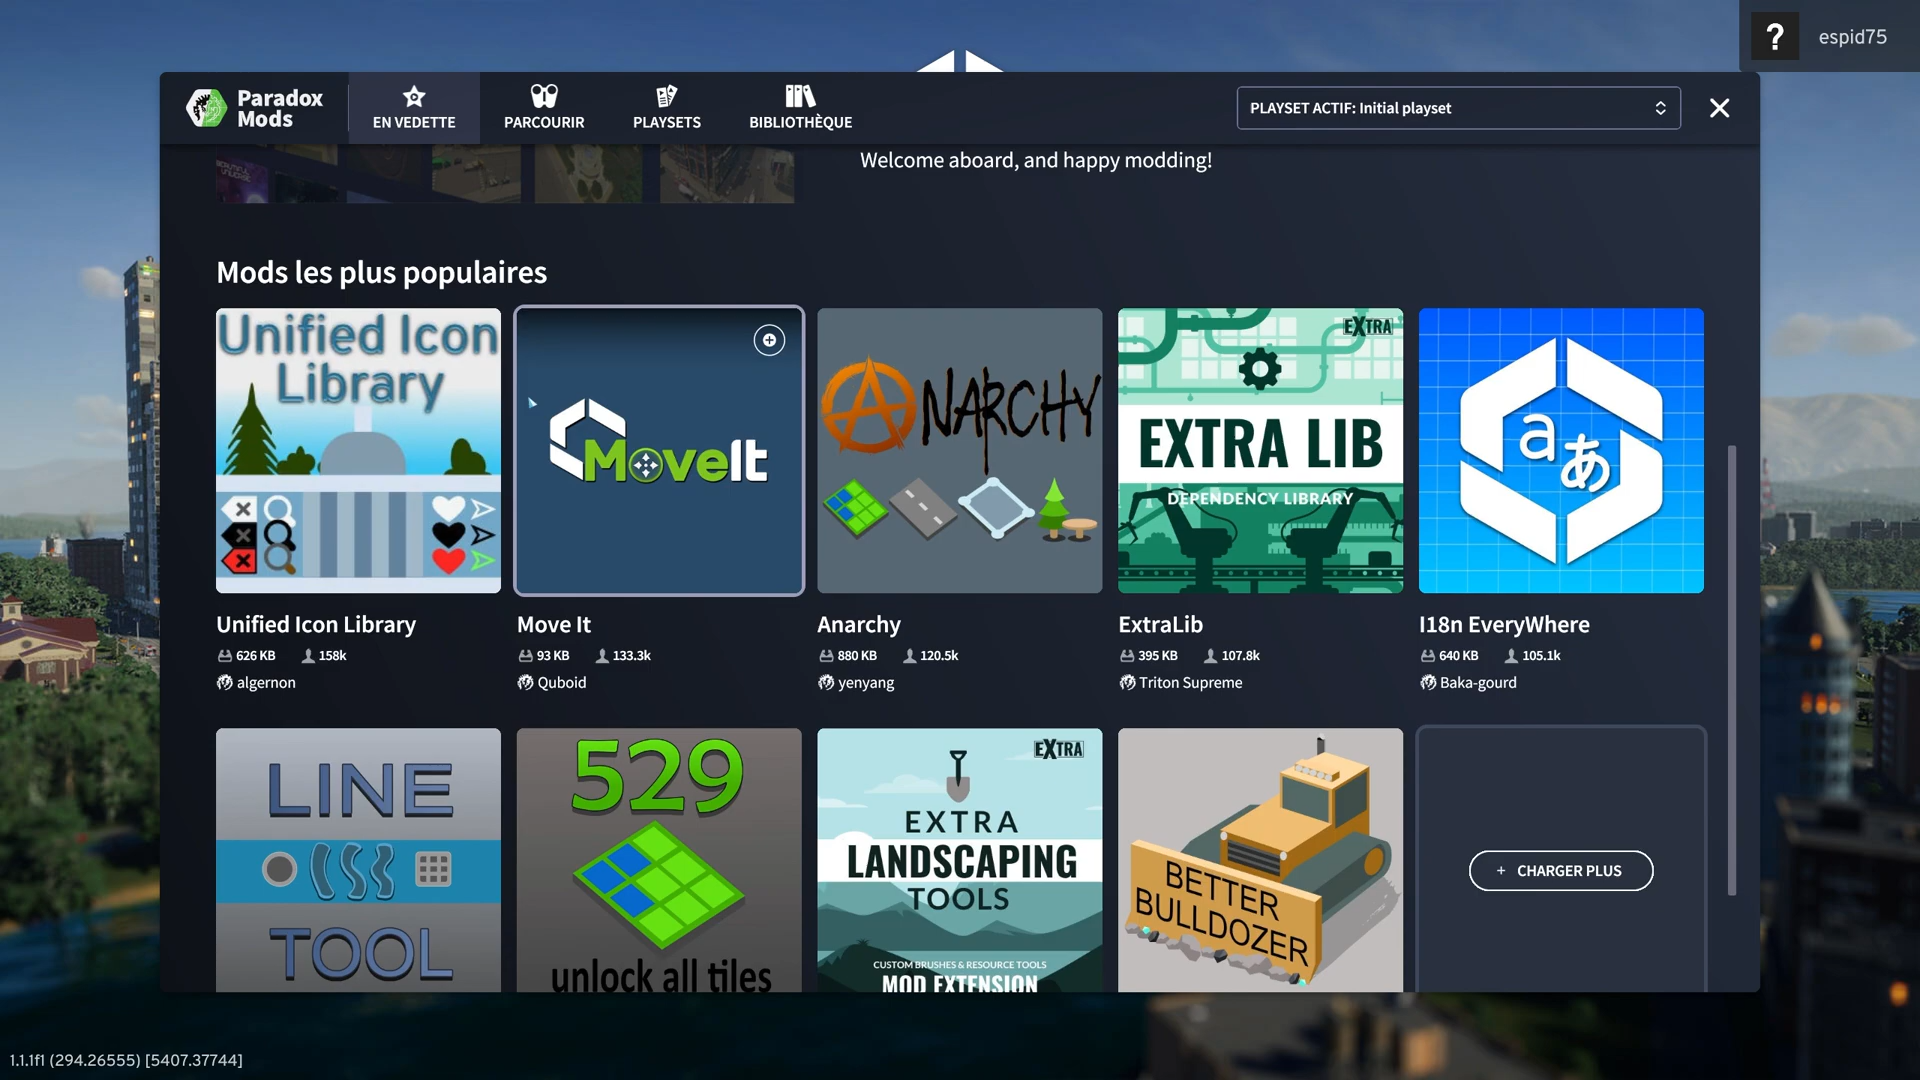 ? espid75
Paradox
Mods
EN VEDETTE
PARCOURIR
PLAYSETS
BIBLIOTHÈQUE
PLAYSET ACTIF: Initial playset
Welcome aboard, and happy modding!
Mods les plus populaires
Unified Icon
Library
MoveIt
ANARCHY
EXTRA
EXTRA LIB
DEPENDENCY LIBRARY
aあ
Unified Icon Library
626 KB 158k
algernon
Move It
93 KB 133.3k
Quboid
Anarchy
880 KB 120.5k
yenyang
ExtraLib
395 KB 107.8k
Triton Supreme
I18n EveryWhere
640 KB 105.1k
Baka-gourd
LINE
TOOL
529
unlock all tiles
EXTRA
EXTRA
LANDSCAPING
TOOLS
CUSTOM BRUSHES & RESOURCE TOOLS
MOD EXTENSION
BETTER
BULLDOZER
+ CHARGER PLUS
1.1.1f1 (294.26555) [5407.37744]